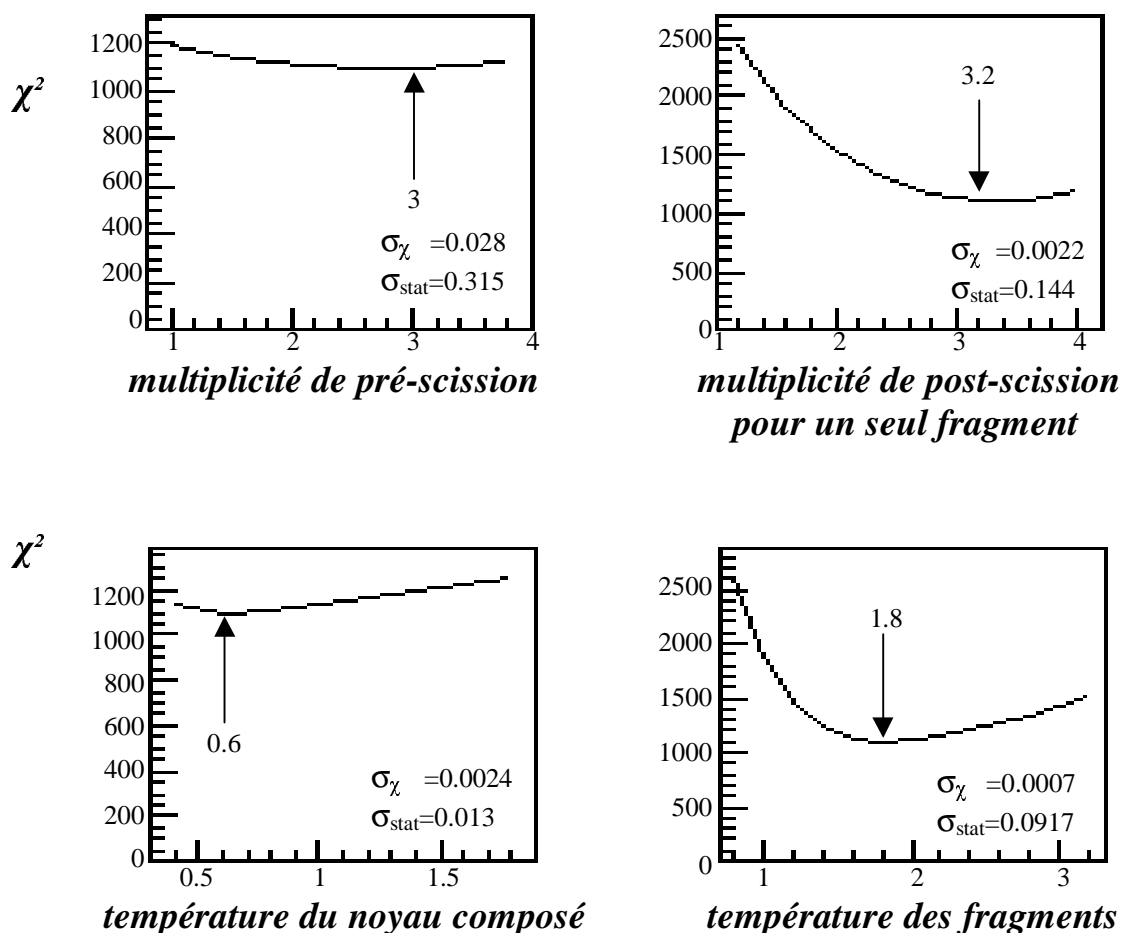 χ²
1200
1000
800
600
400
200
0
3
σχ =0.028
σstat=0.315
1 2 3 4
multiplicité de pré-scission
2500
2000
1500
1000
500
0
3.2
σχ =0.0022
σstat=0.144
1 2 3 4
multiplicité de post-scission
pour un seul fragment
χ²
1200
1000
800
600
400
200
0
0.6
σχ =0.0024
σstat=0.013
0.5 1 1.5
température du noyau composé
2500
2000
1500
1000
500
0
1.8
σχ =0.0007
σstat=0.0917
1 2 3
température des fragments